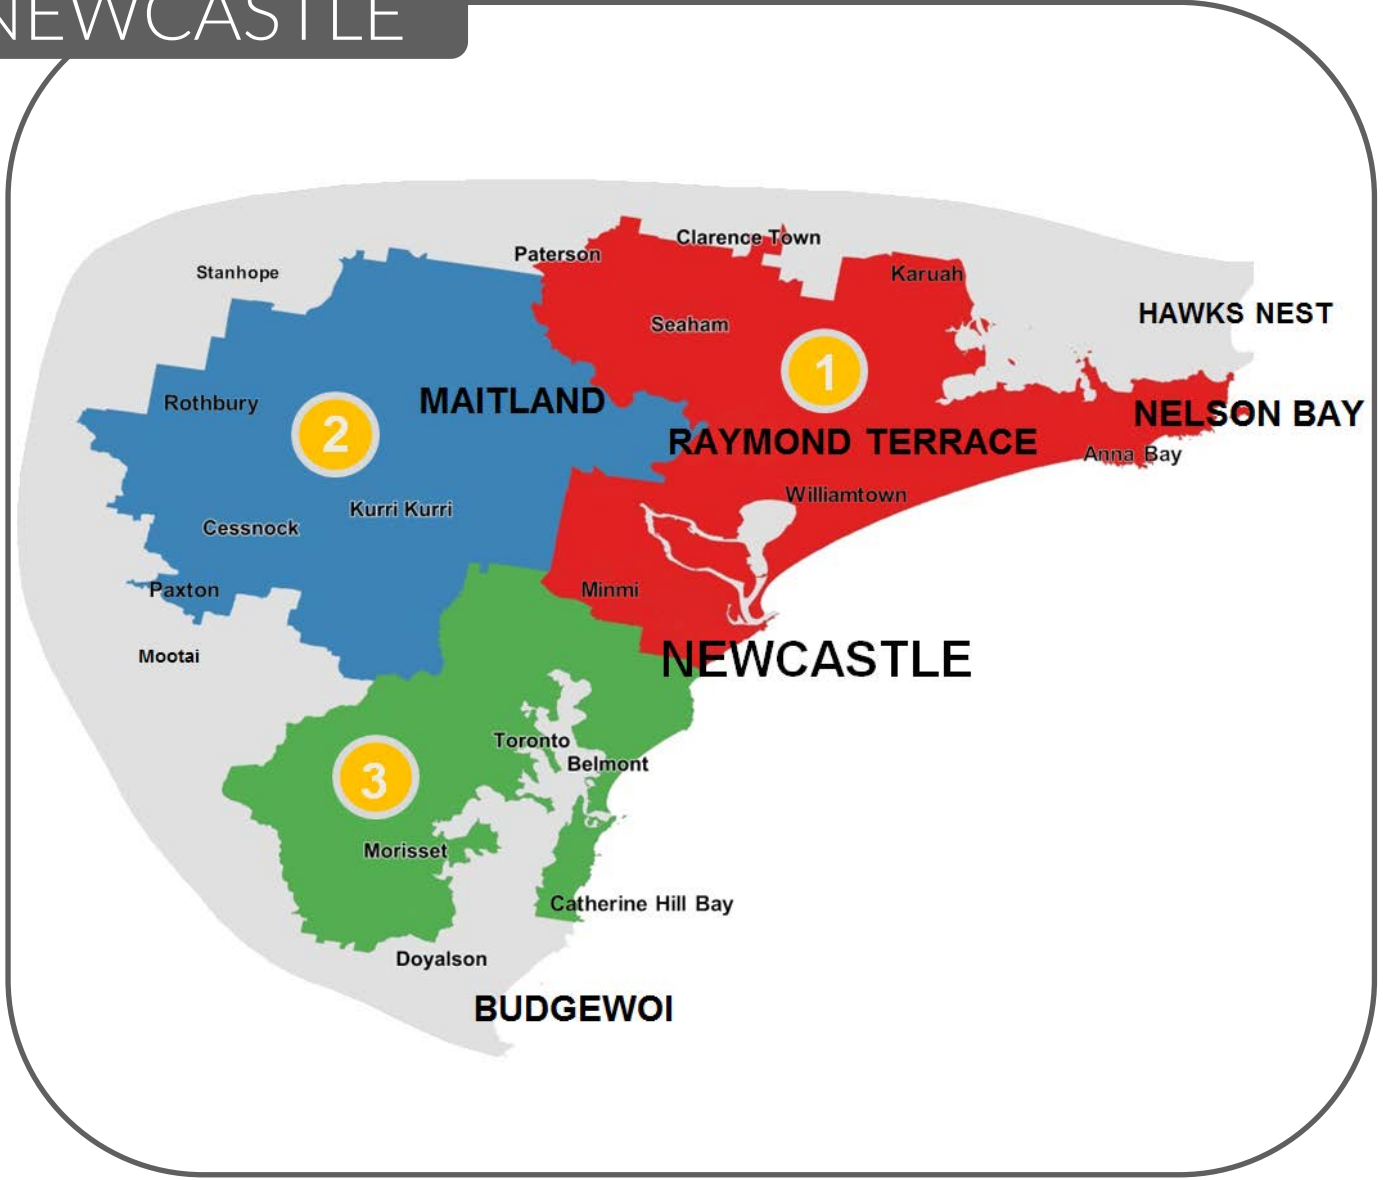 NEWCASTLE
Clarence Town
Paterson
Stanhope
Karuah
HAWKS NEST
Seaham
1
MAITLAND
Rothbury
NELSON BAY
2
RAYMOND TERRACE
Anna Bay
Williamtown
Kurri Kurri
Cessnock
Minmi
Paxton
Mootai
NEWCASTLE
Toronto
Belmont
3
Morisset
Catherine Hill Bay
Doyalson
BUDGEWOI